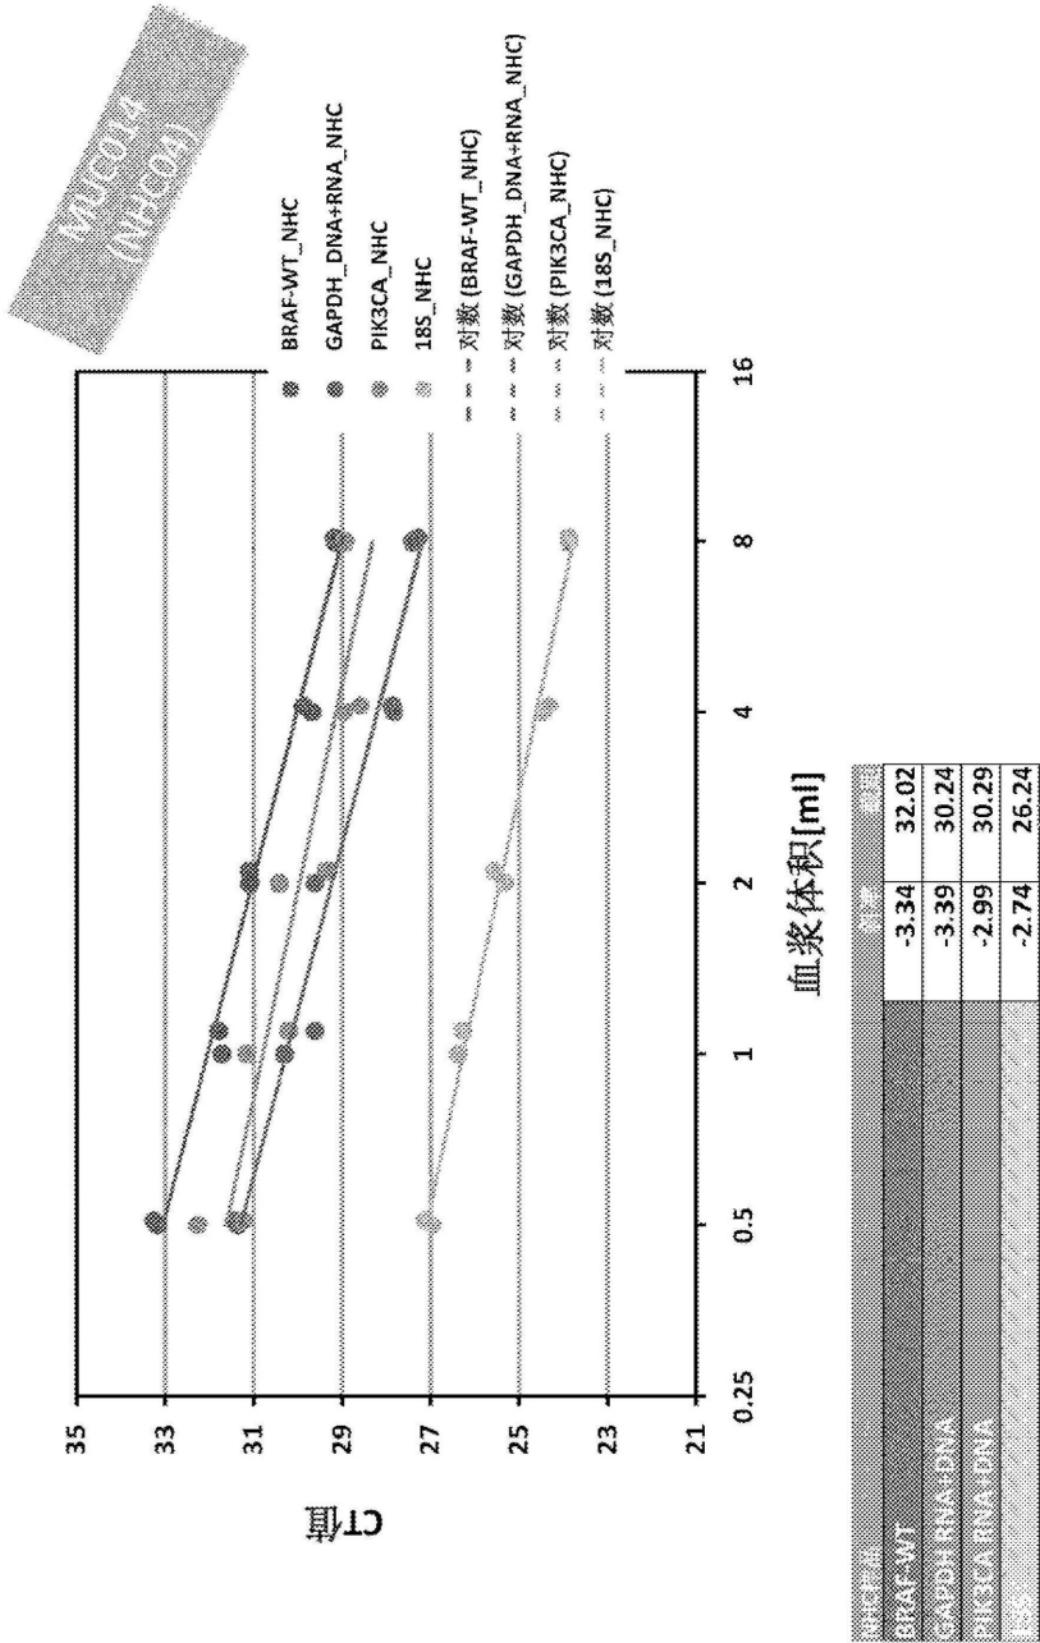 MUC014
(NHC04)
35
33
31
29
27
25
23
21
CT值
0.25
0.5
1
2
4
8
16
血浆体积[ml]
BRAF-WT_NHC
GAPDH_DNA+RNA_NHC
PIK3CA_NHC
18S_NHC
对数 (BRAF-WT_NHC)
对数 (GAPDH_DNA+RNA_NHC)
对数 (PIK3CA_NHC)
对数 (18S_NHC)
NHC
BRAF-WT -3.34 32.02
GAPDH RNA+DNA -3.39 30.24
PIK3CA RNA+DNA -2.99 30.29
18S -2.74 26.24